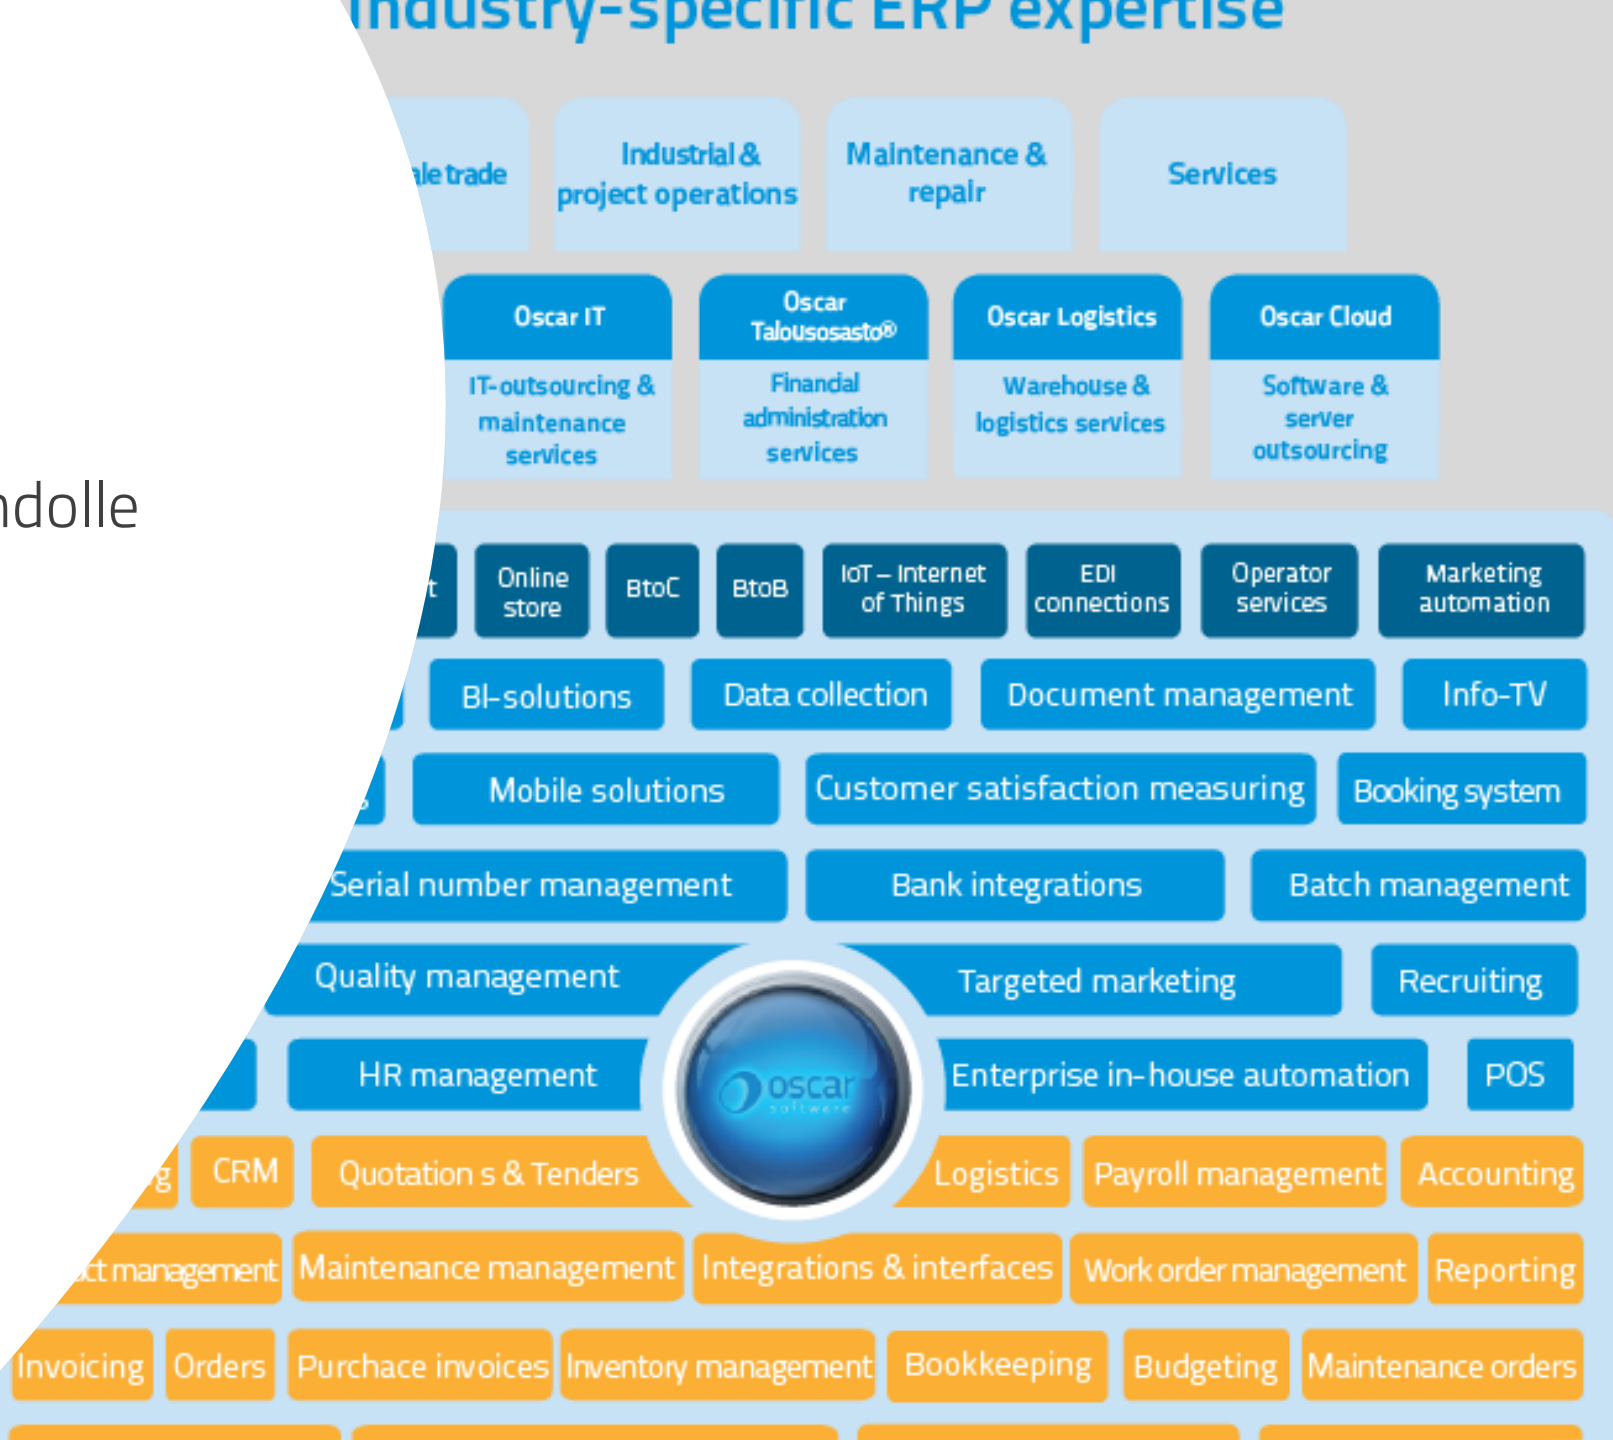 industry-specific ERP expertise
trade
Industrial &
project operations
Maintenance &
repair
Services
Oscar IT
IT-outsourcing &
maintenance
services
Oscar
Talousosasto®
Financial
administration
services
Oscar Logistics
Warehouse &
logistics services
Oscar Cloud
Software &
server
outsourcing
Online
store
BtoC
BtoB
IoT – Internet
of Things
EDI
connections
Operator
services
Marketing
automation
BI-solutions
Data collection
Document management
Info-TV
Mobile solutions
Customer satisfaction measuring
Booking system
Serial number management
Bank integrations
Batch management
Quality management
Targeted marketing
Recruiting
HR management
oscar
software
Enterprise in-house automation
POS
CRM
Quotation s & Tenders
Logistics
Payroll management
Accounting
management
Maintenance management
Integrations & interfaces
Work order management
Reporting
Invoicing
Orders
Purchace invoices
Inventory management
Bookkeeping
Budgeting
Maintenance orders